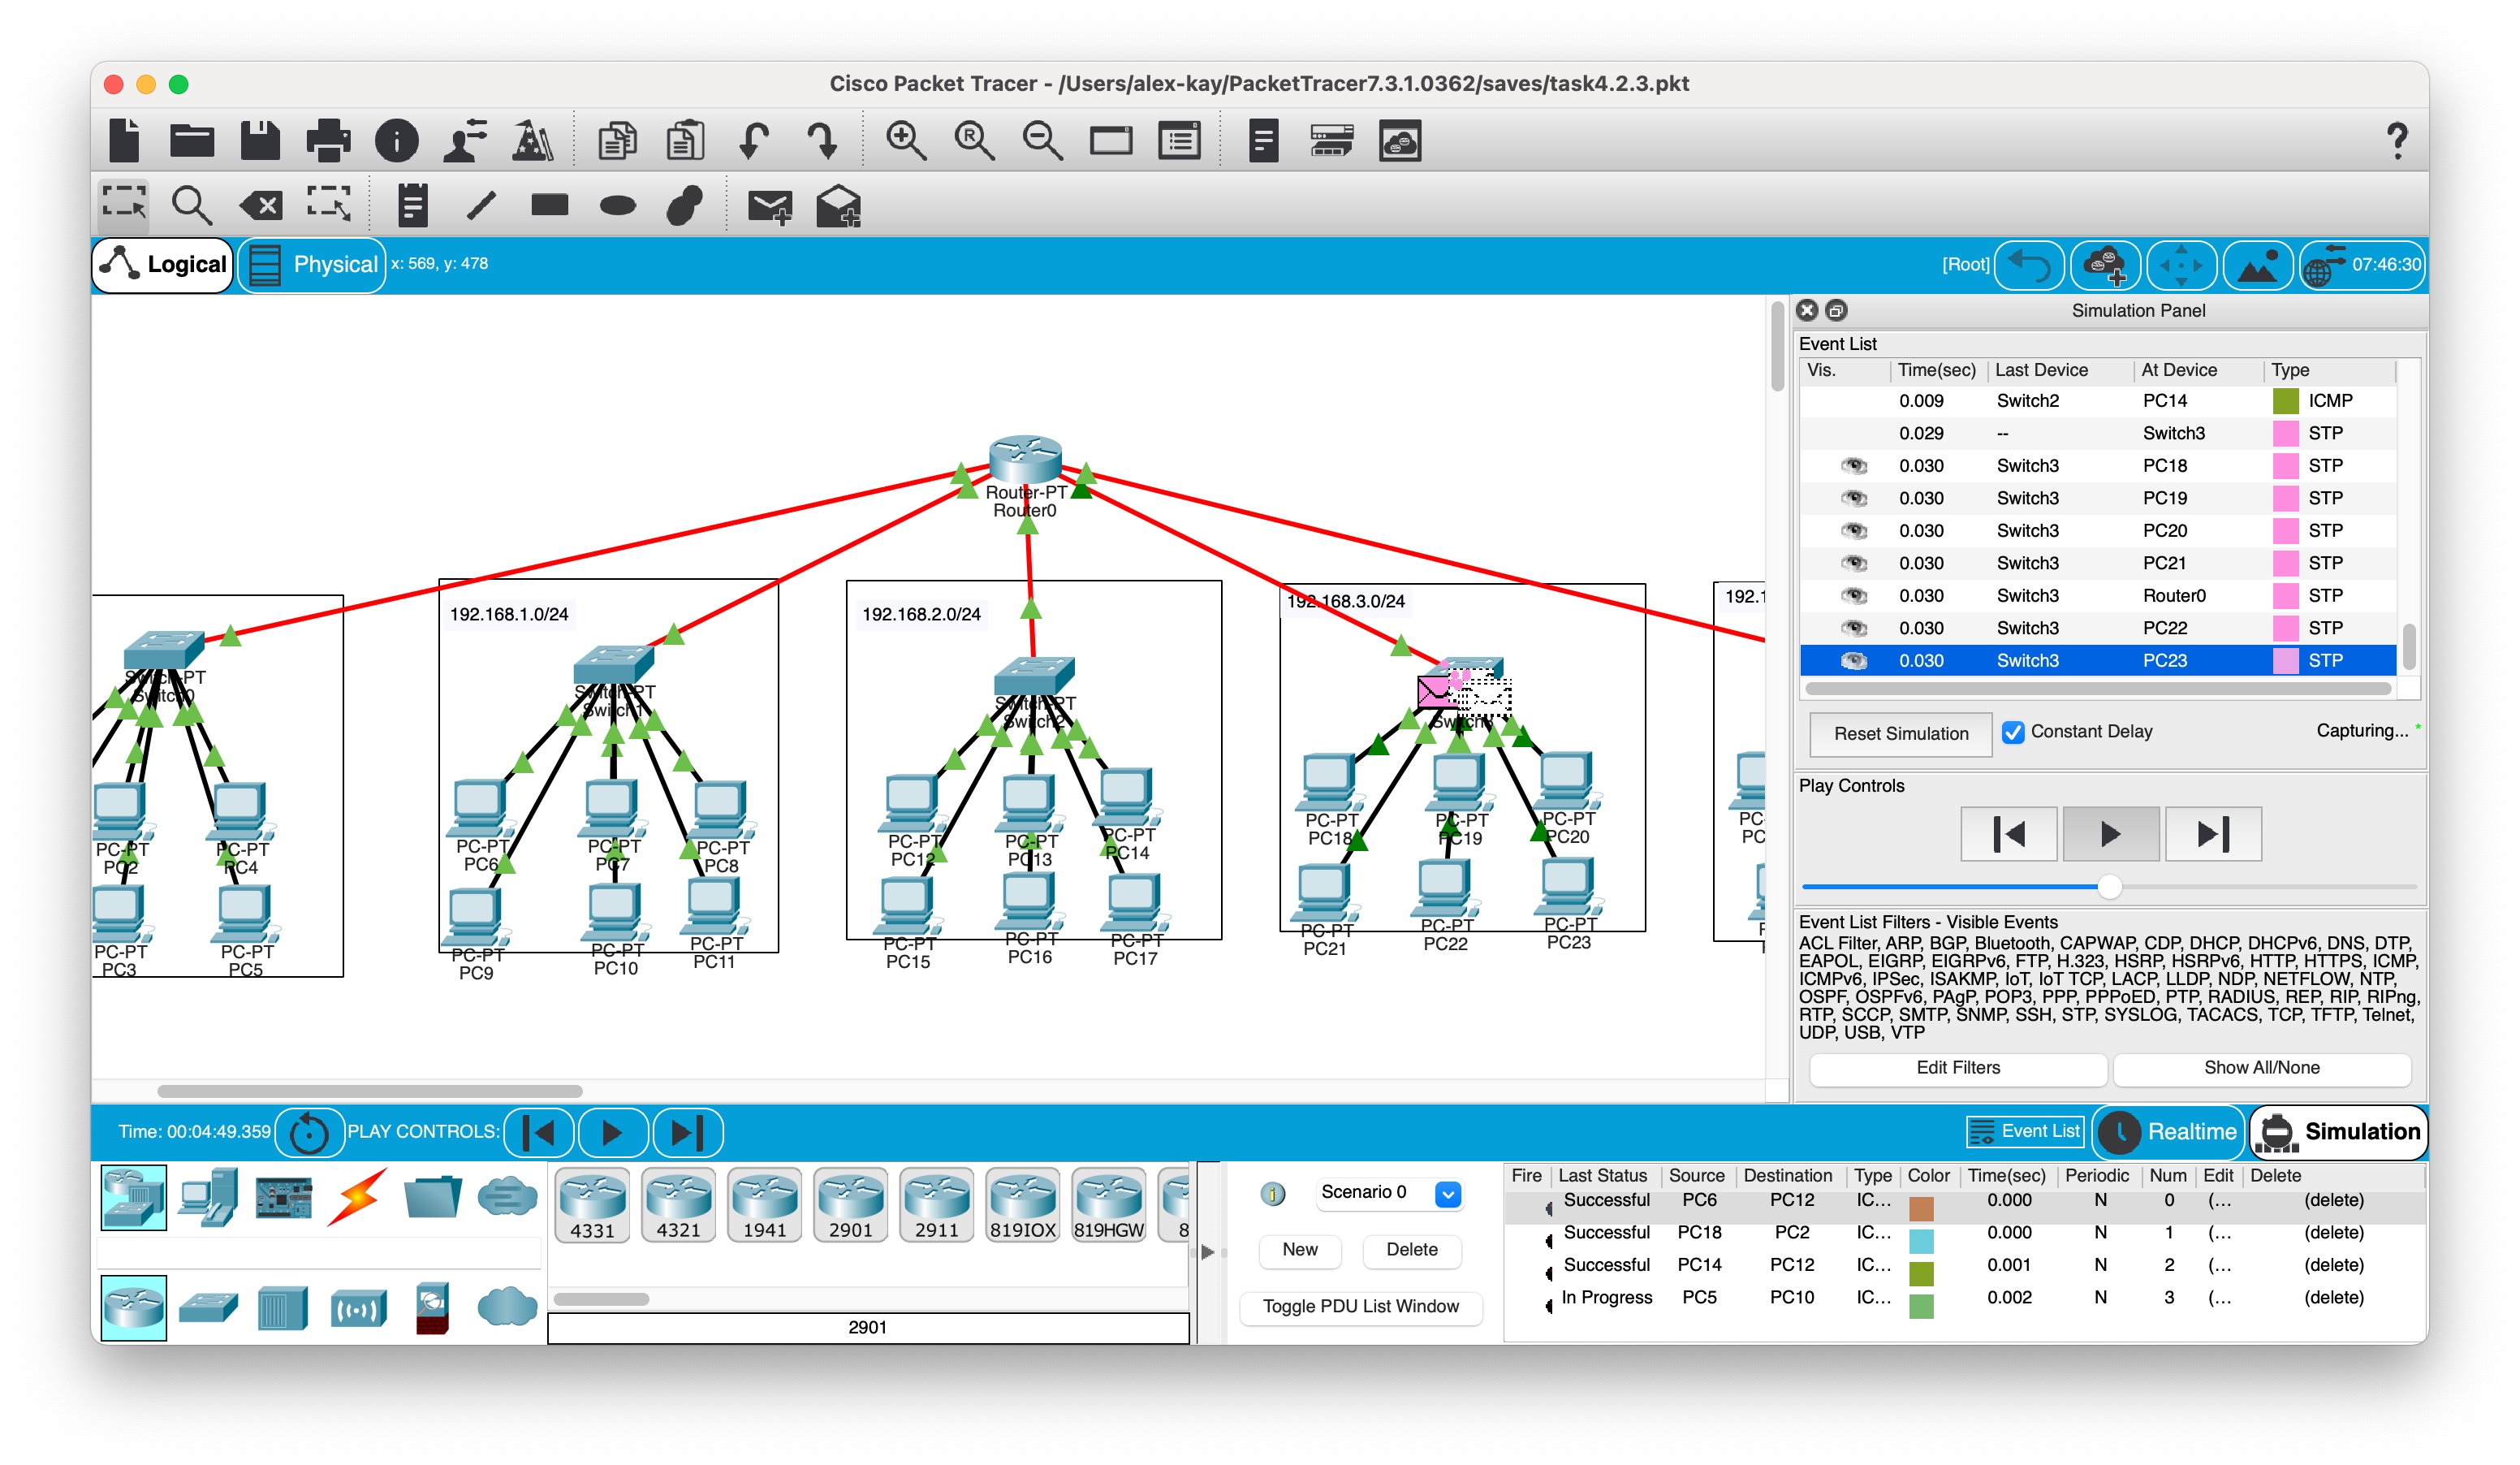 Cisco Packet Tracer - /Users/alex-kay/PacketTracer7.3.1.0362/saves/task4.2.3.pkt
Logical Physical x: 569, y: 478 [Root] 07:46:30
Simulation Panel
Event List
Vis. Time(sec) Last Device At Device Type
0.009 Switch2 PC14 ICMP
0.029 -- Switch3 STP
0.030 Switch3 PC18 STP
0.030 Switch3 PC19 STP
0.030 Switch3 PC20 STP
0.030 Switch3 PC21 STP
0.030 Switch3 Router0 STP
0.030 Switch3 PC22 STP
0.030 Switch3 PC23 STP
Reset Simulation Constant Delay Capturing... *
Play Controls
Event List Filters - Visible Events
ACL Filter, ARP, BGP, Bluetooth, CAPWAP, CDP, DHCP, DHCPv6, DNS, DTP,
EAPOL, EIGRP, EIGRPv6, FTP, H.323, HSRP, HSRPv6, HTTP, HTTPS, ICMP,
ICMPv6, IPSec, ISAKMP, IoT, IoT TCP, LACP, LLDP, NDP, NETFLOW, NTP,
OSPF, OSPFv6, PAgP, POP3, PPP, PPPoED, PTP, RADIUS, REP, RIP, RIPng,
RTP, SCCP, SMTP, SNMP, SSH, STP, SYSLOG, TACACS, TCP, TFTP, Telnet,
UDP, USB, VTP
Edit Filters Show All/None
Router-PT
Router0
192.168.1.0/24
192.168.2.0/24
192.168.3.0/24
192.1
Switch-PT
Switch0
Switch-PT
Switch1
Switch-PT
Switch2
PC-PT
PC2
PC-PT
PC4
PC-PT
PC3
PC-PT
PC5
PC-PT
PC6
PC-PT
PC7
PC-PT
PC8
PC-PT
PC9
PC-PT
PC10
PC-PT
PC11
PC-PT
PC12
PC-PT
PC13
PC-PT
PC14
PC-PT
PC15
PC-PT
PC16
PC-PT
PC17
PC-PT
PC18
PC-PT
PC19
PC-PT
PC20
PC-PT
PC21
PC-PT
PC22
PC-PT
PC23
PC-
PC
Time: 00:04:49.359 PLAY CONTROLS: Event List Realtime Simulation
4331 4321 1941 2901 2911 819IOX 819HGW 8
2901
Scenario 0
New Delete
Toggle PDU List Window
Fire Last Status Source Destination Type Color Time(sec) Periodic Num Edit Delete
Successful PC6 PC12 IC... 0.000 N 0 (... (delete)
Successful PC18 PC2 IC... 0.000 N 1 (... (delete)
Successful PC14 PC12 IC... 0.001 N 2 (... (delete)
In Progress PC5 PC10 IC... 0.002 N 3 (... (delete)